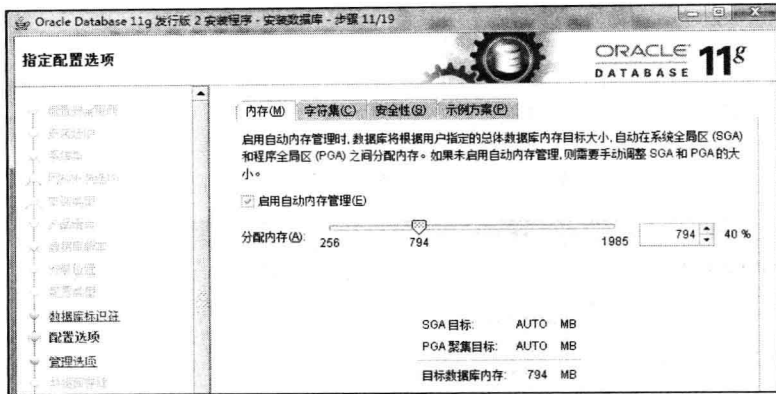 Oracle Database 11g 发行版 2 安装程序 - 安装数据库 - 步骤 11/19
指定配置选项
ORACLE
DATABASE 11g
内存(M) 字符集(C) 安全性(S) 示例方案(P)
启用自动内存管理时, 数据库将根据用户指定的总体数据库内存目标大小, 自动在系统全局区 (SGA)
和程序全局区 (PGA) 之间分配内存。如果未启用自动内存管理, 则需要手动调整 SGA 和 PGA 的大
小。
启用自动内存管理(E)
分配内存(A): 256 794 1985 794 40 %
数据库标识符
配置选项
管理选项
SGA 目标: AUTO MB
PGA 聚集目标: AUTO MB
目标数据库内存: 794 MB